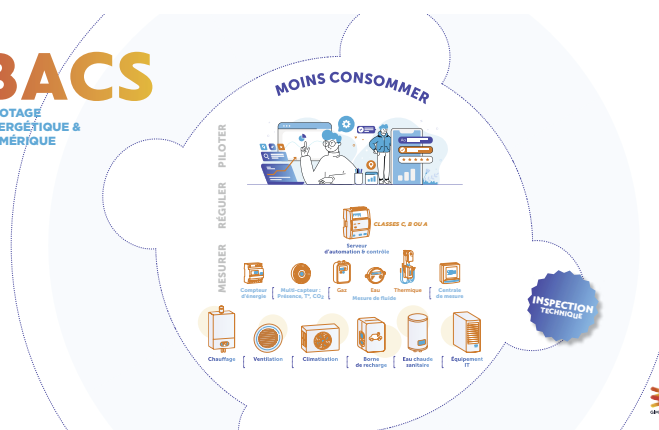 BACS
OTAGE
ERGÉTIQUE &
MÉRIQUE
MOINS CONSOMMER
PILOTER
RÉGULER
MESURER
CLASSES C, B OU A
Serveur
d'automation & contrôle
Compteur
d'énergie
Multi-capteur :
Présence, T°, CO2
Gaz
Eau
Thermique
Mesure de fluide
Centrale
de mesure
Chauffage
Ventilation
Climatisation
Borne
de recharge
Eau chaude
sanitaire
Équipement
IT
INSPECTION
TECHNIQUE